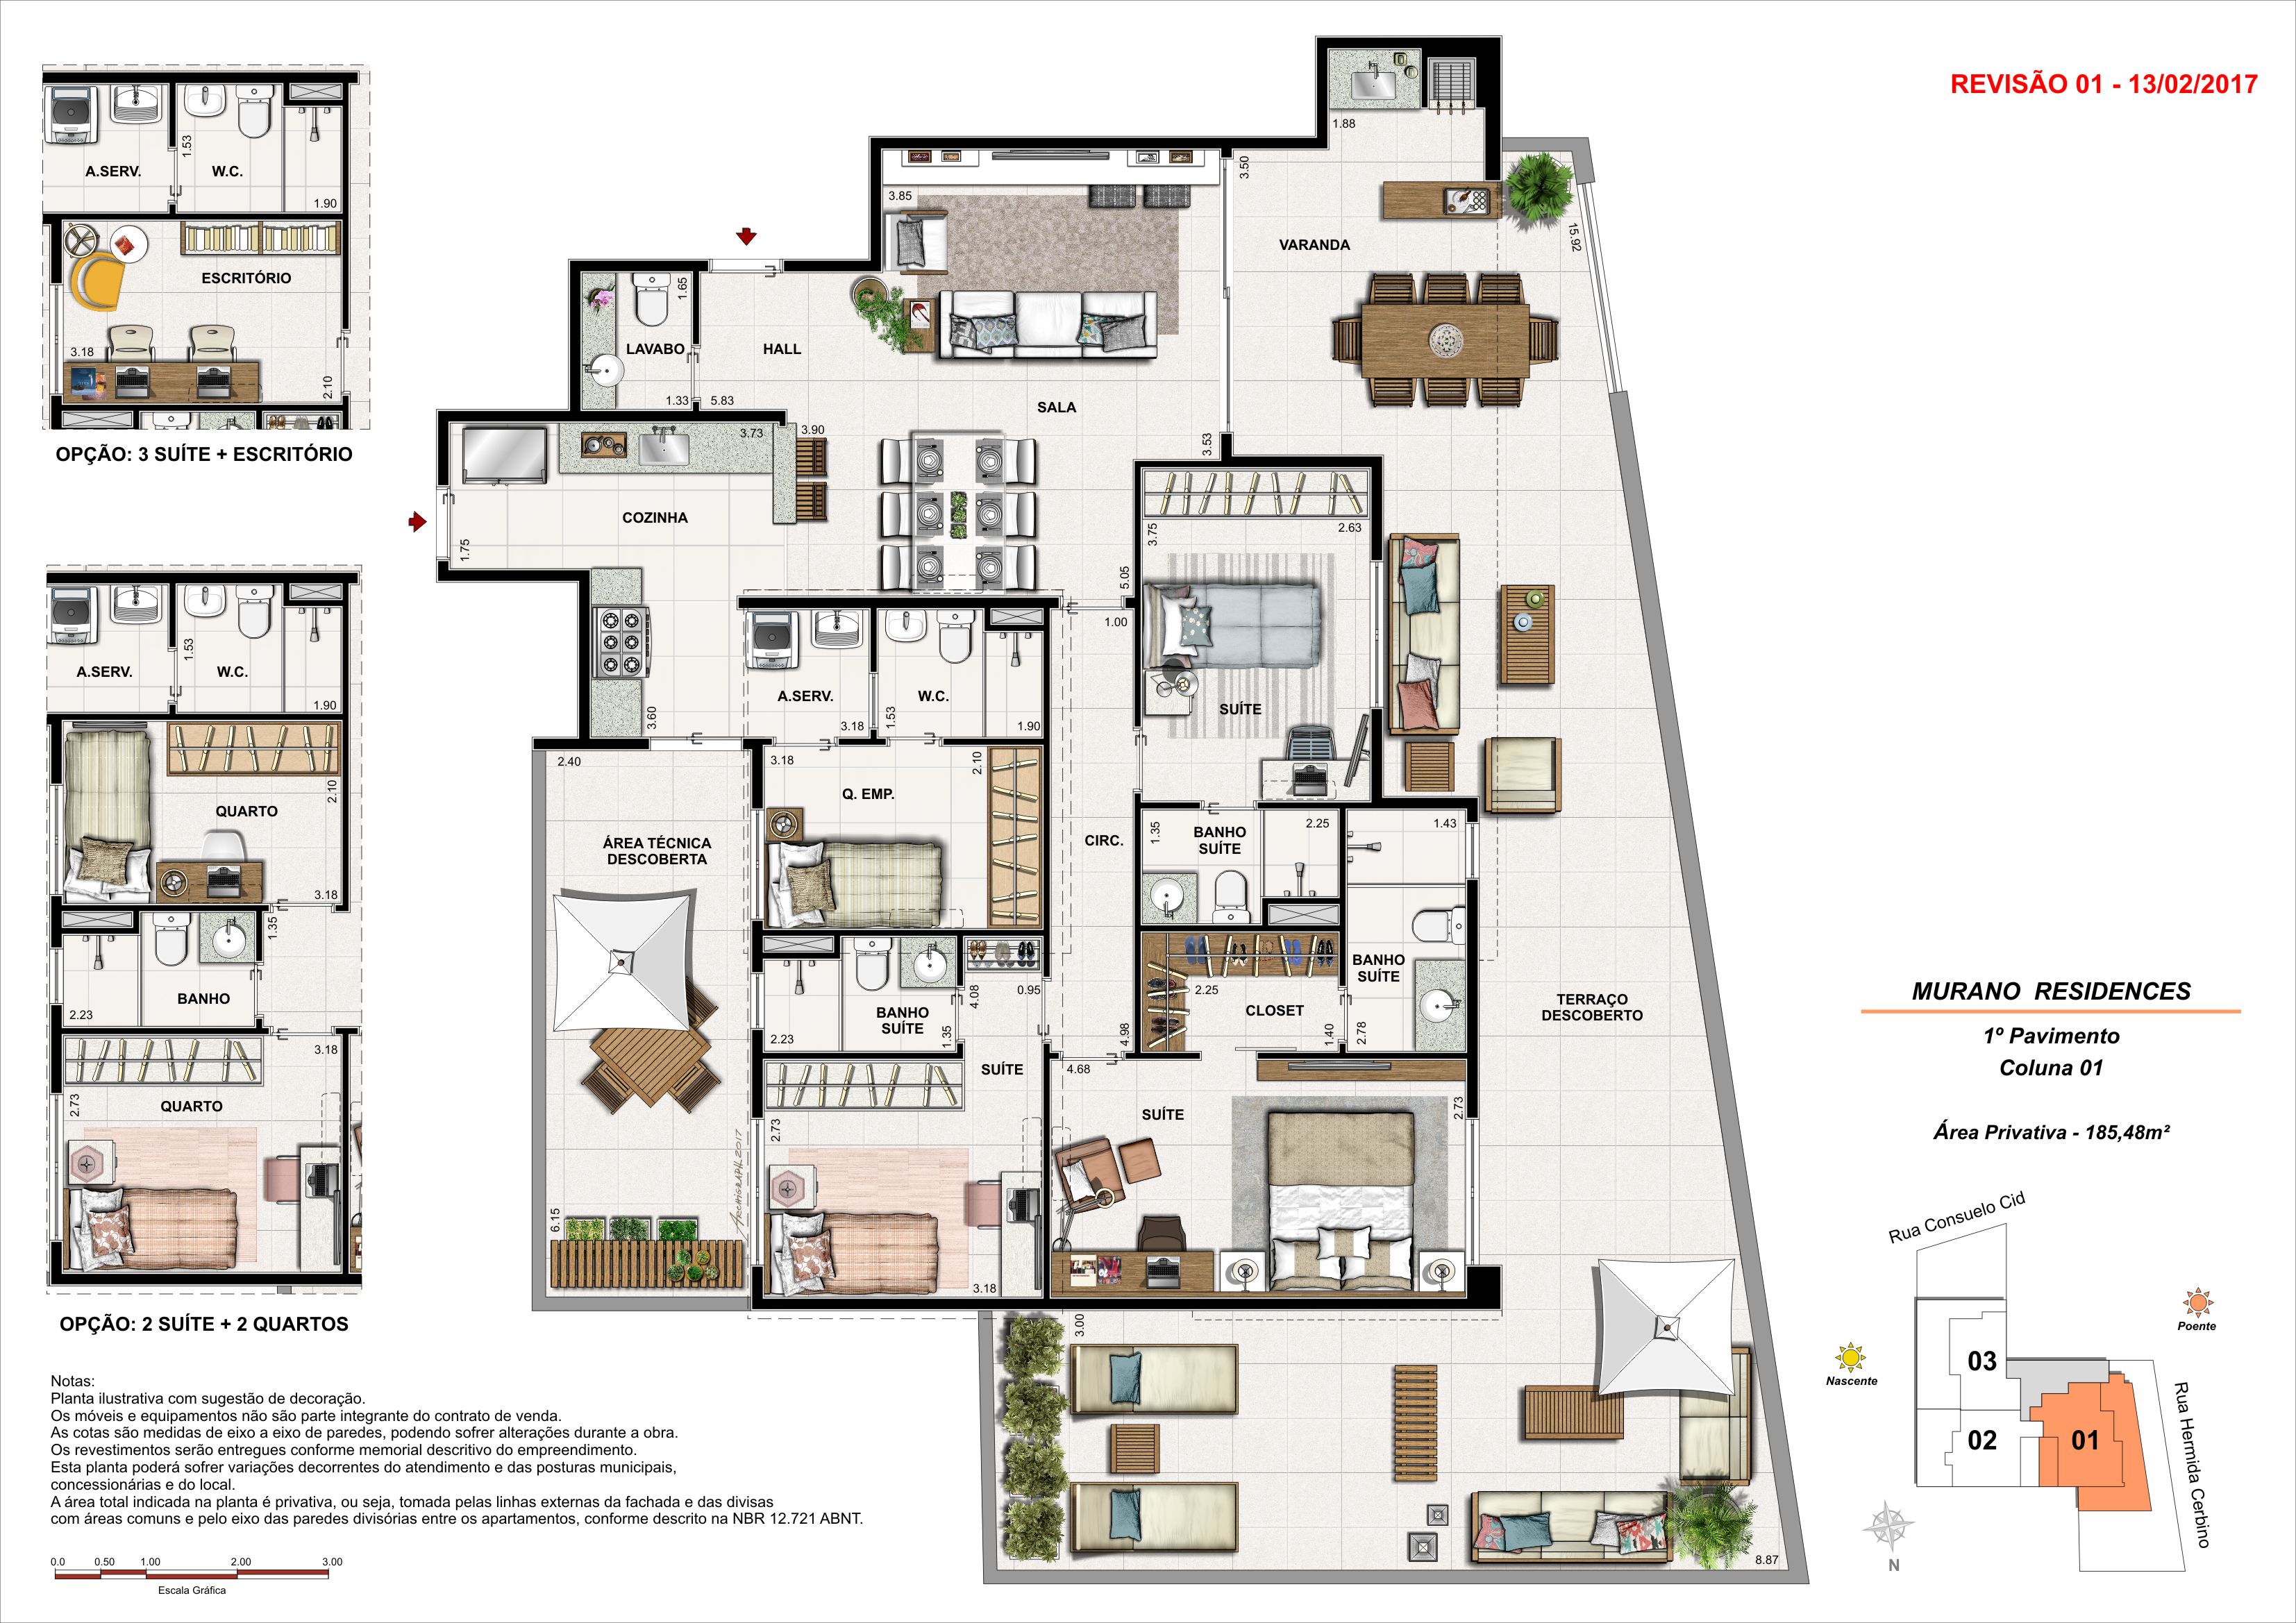 REVISÃO 01 - 13/02/2017
A.SERV.
1.53
W.C.
1.90
ESCRITÓRIO
3.18
2.10
OPÇÃO: 3 SUÍTE + ESCRITÓRIO
A.SERV.
1.53
W.C.
1.90
QUARTO
2.10
3.18
1.35
BANHO
2.23
3.18
2.73
QUARTO
OPÇÃO: 2 SUÍTE + 2 QUARTOS
1.88
3.50
3.85
VARANDA
15.92
1.65
LAVABO
HALL
1.33
5.83
SALA
3.73
3.90
3.53
COZINHA
1.75
3.75
2.63
5.05
1.00
A.SERV.
W.C.
3.60
3.18
1.53
1.90
SUÍTE
2.40
3.18
2.10
Q. EMP.
ÁREA TÉCNICA
DESCOBERTA
CIRC.
1.35
BANHO
SUÍTE
2.25
1.43
BANHO
SUÍTE
4.08
0.95
2.25
CLOSET
TERRAÇO
DESCOBERTO
BANHO
SUÍTE
2.23
1.35
4.98
1.40
2.78
SUÍTE
4.68
SUÍTE
2.73
2.73
ARCHIGRAPH 2017
6.15
3.18
3.00
8.87
MURANO RESIDENCES
1º Pavimento
Coluna 01
Área Privativa - 185,48m²
Rua Consuelo Cid
Poente
Nascente
03
02
01
Rua Hermida Cerbino
N
Notas:
Planta ilustrativa com sugestão de decoração.
Os móveis e equipamentos não são parte integrante do contrato de venda.
As cotas são medidas de eixo a eixo de paredes, podendo sofrer alterações durante a obra.
Os revestimentos serão entregues conforme memorial descritivo do empreendimento.
Esta planta poderá sofrer variações decorrentes do atendimento e das posturas municipais,
concessionárias e do local.
A área total indicada na planta é privativa, ou seja, tomada pelas linhas externas da fachada e das divisas
com áreas comuns e pelo eixo das paredes divisórias entre os apartamentos, conforme descrito na NBR 12.721 ABNT.
0.0 0.50 1.00 2.00 3.00
Escala Gráfica